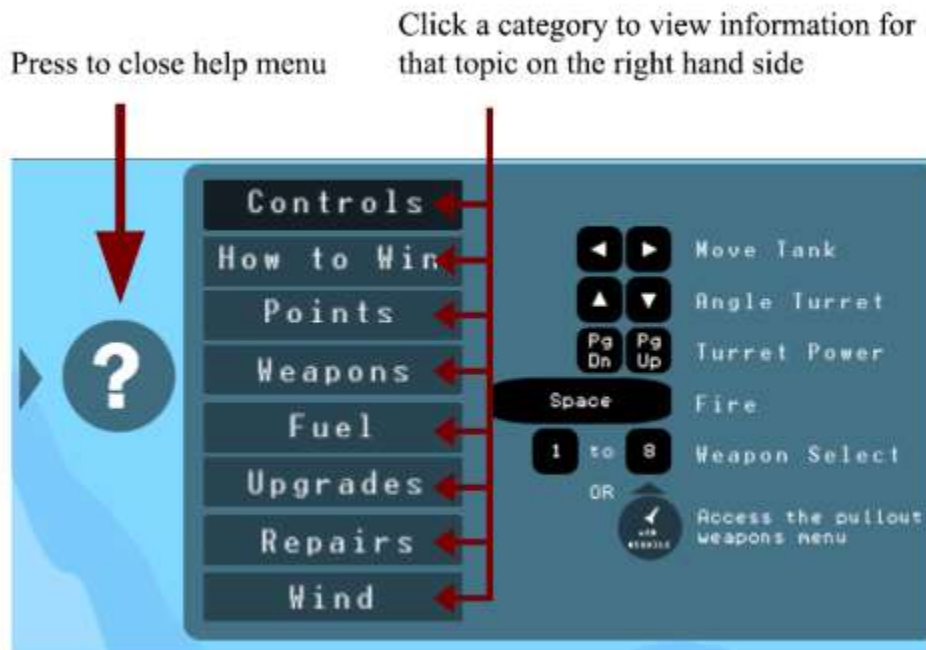 Click a category to view information for
Press to close help menu
that topic on the right hand side
?
Controls
How to Win
Points
Weapons
Fuel
Upgrades
Repairs
Wind
Move Tank
Angle Turret
Pg Dn
Pg Up
Turret Power
Space
Fire
1 to 8
Weapon Select
OR
Access the pullout
weapons menu